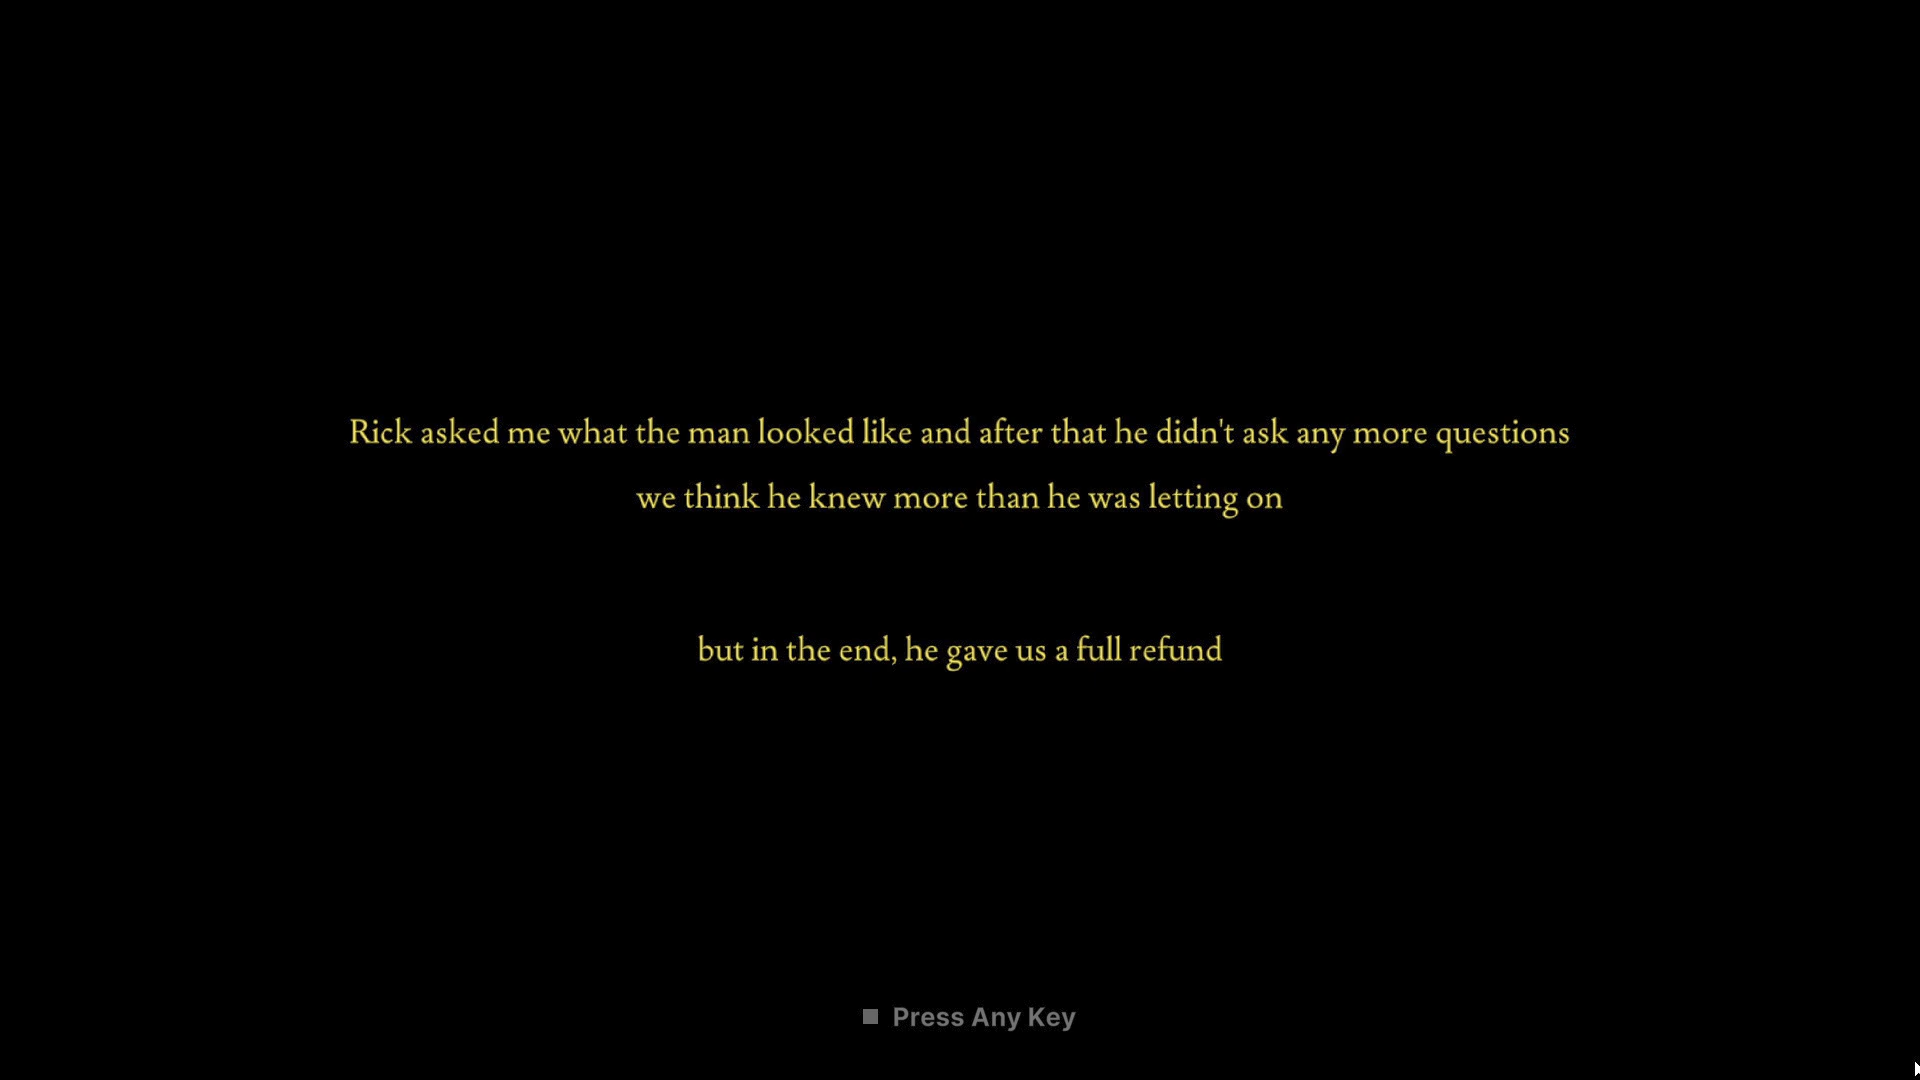 Rick asked me what the man looked like and after that he didn't ask any more questions
we think he knew more than he was letting on
but in the end, he gave us a full refund
Press Any Key